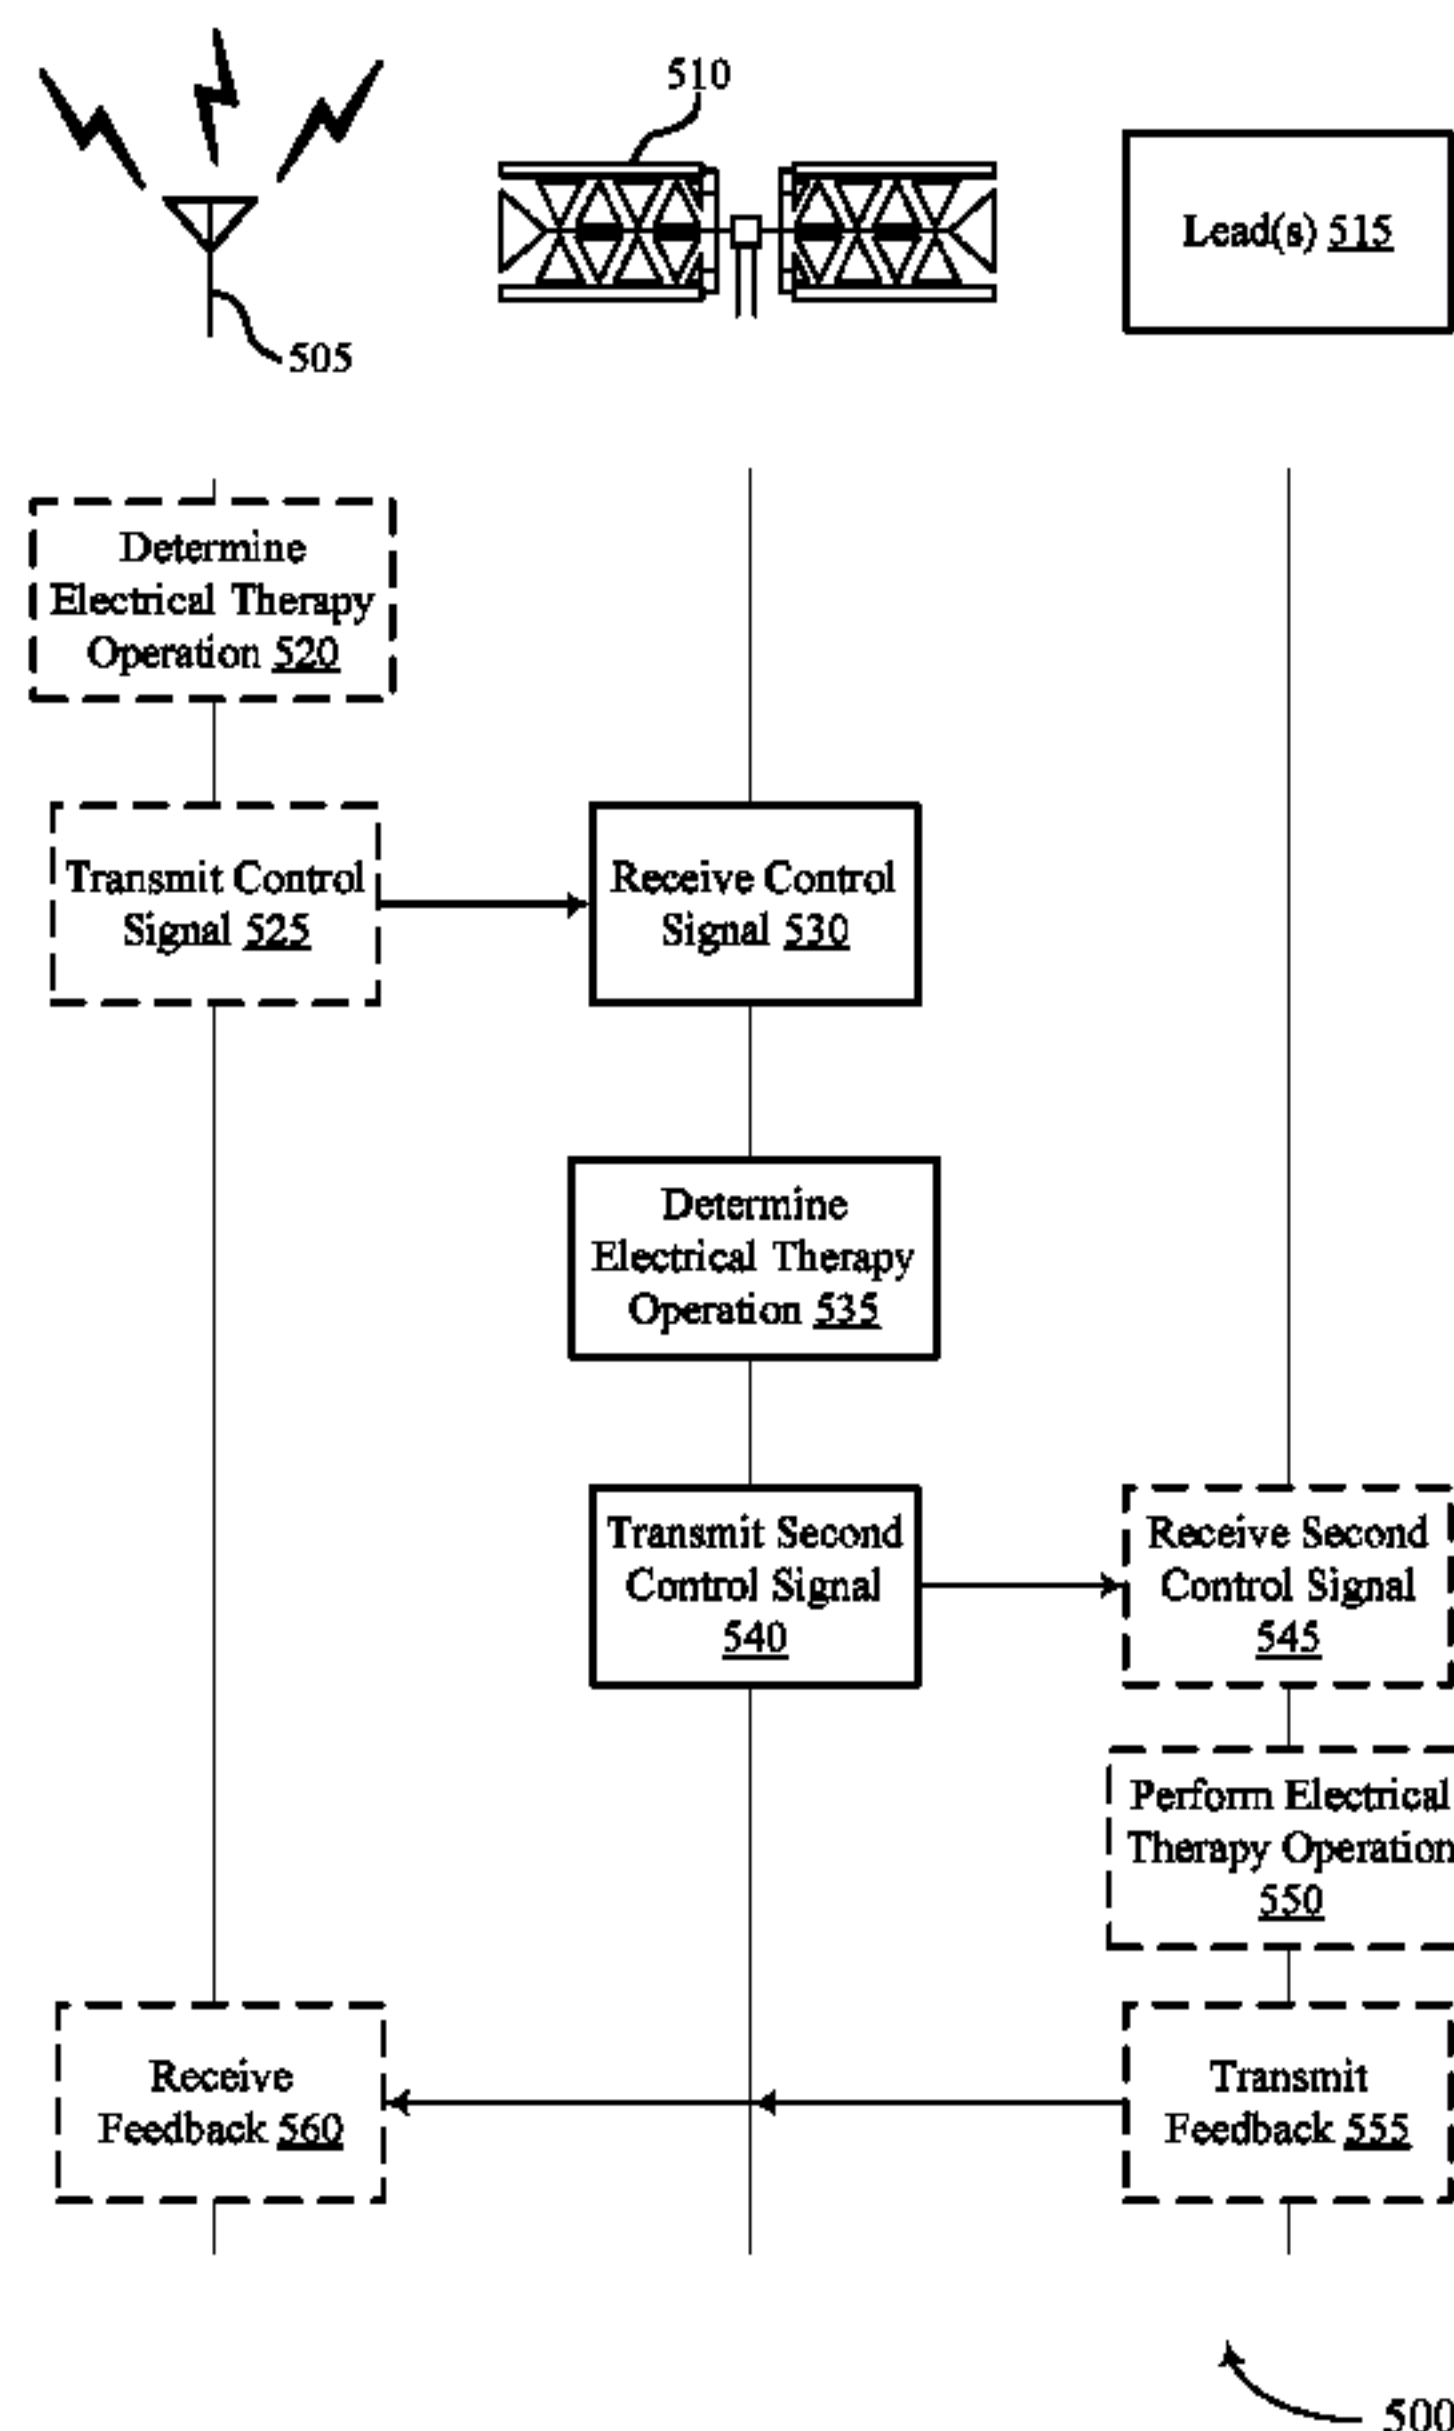 510
Lead(s) 515
505
Determine
Electrical Therapy
Operation 520
Transmit Control
Signal 525
Receive Control
Signal 530
Determine
Electrical Therapy
Operation 535
Transmit Second
Control Signal
540
Receive Second
Control Signal
545
Perform Electrical
Therapy Operation
550
Receive
Feedback 560
Transmit
Feedback 555
500